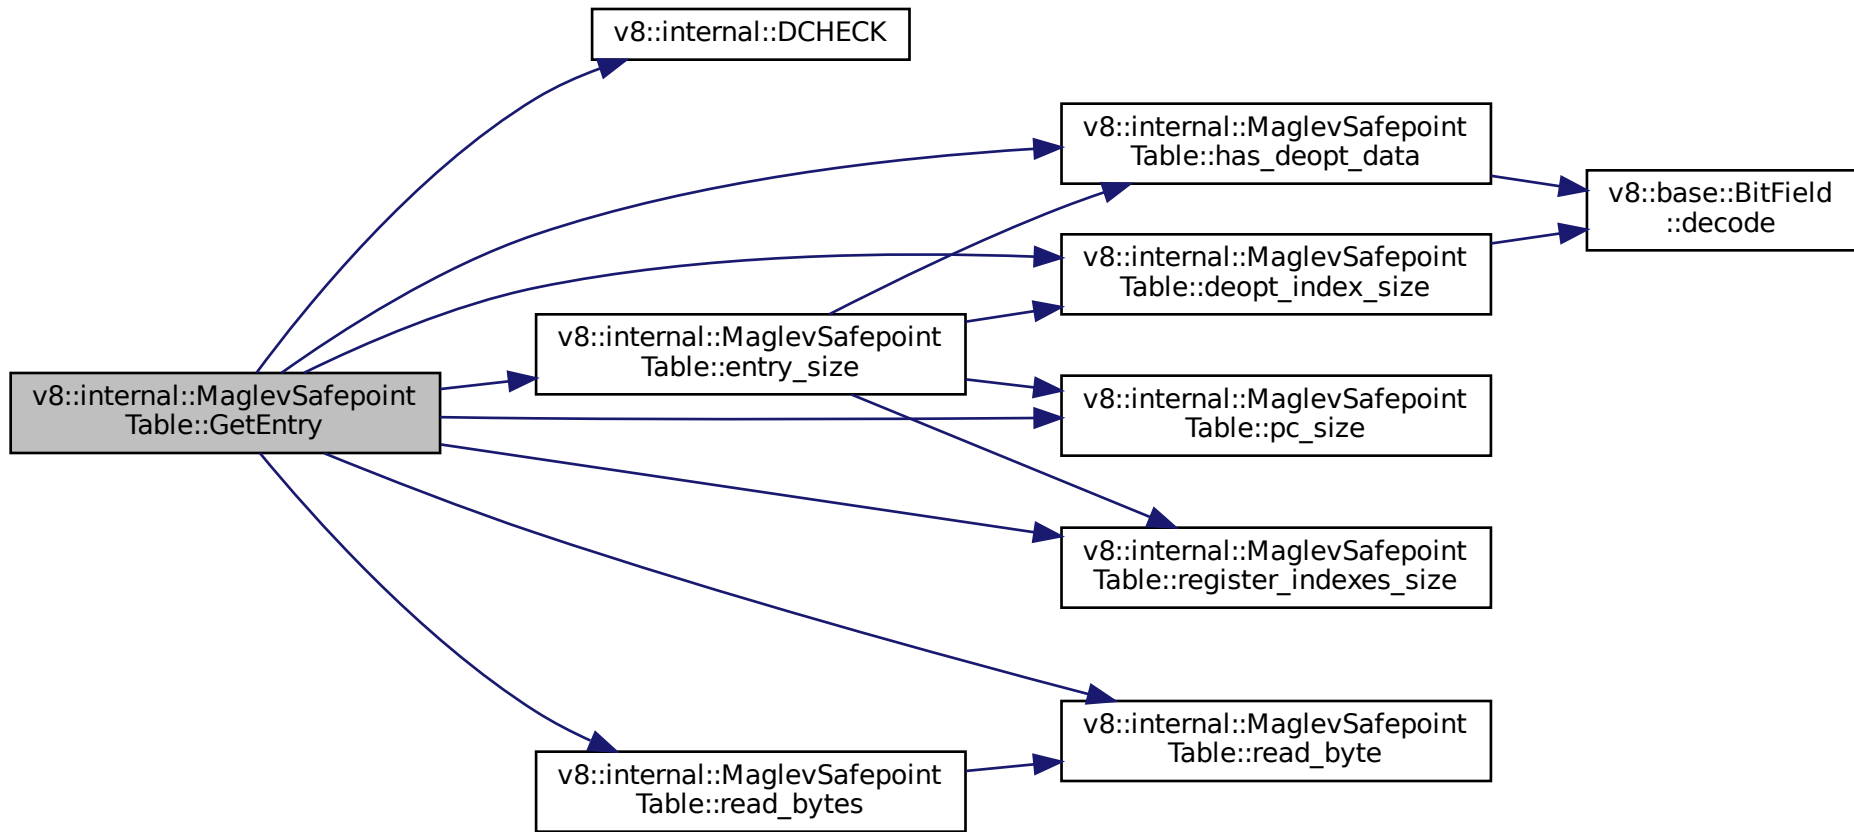 v8::internal::DCHECK
v8::internal::MaglevSafepoint
Table::has_deopt_data
v8::base::BitField
::decode
v8::internal::MaglevSafepoint
Table::deopt_index_size
v8::internal::MaglevSafepoint
Table::entry_size
v8::internal::MaglevSafepoint
Table::GetEntry
v8::internal::MaglevSafepoint
Table::pc_size
v8::internal::MaglevSafepoint
Table::register_indexes_size
v8::internal::MaglevSafepoint
Table::read_byte
v8::internal::MaglevSafepoint
Table::read_bytes